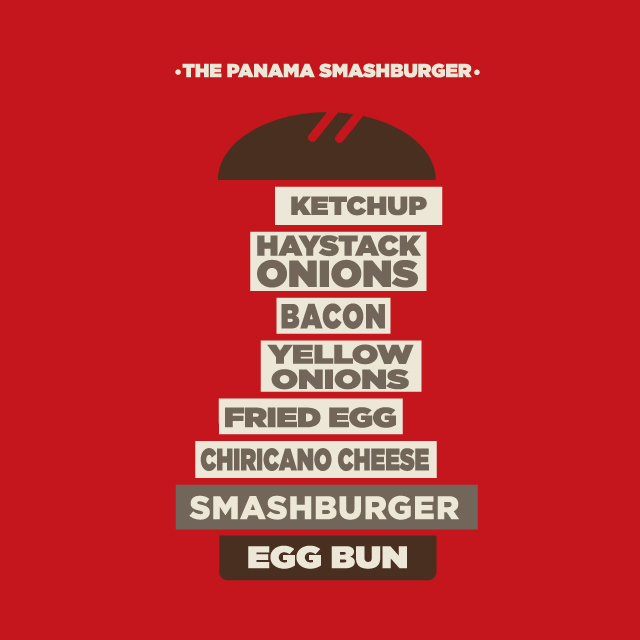 •THE PANAMA SMASHBURGER•
KETCHUP
HAYSTACK
ONIONS
BACON
YELLOW
ONIONS
FRIED EGG
CHIRICANO CHEESE
SMASHBURGER
EGG BUN